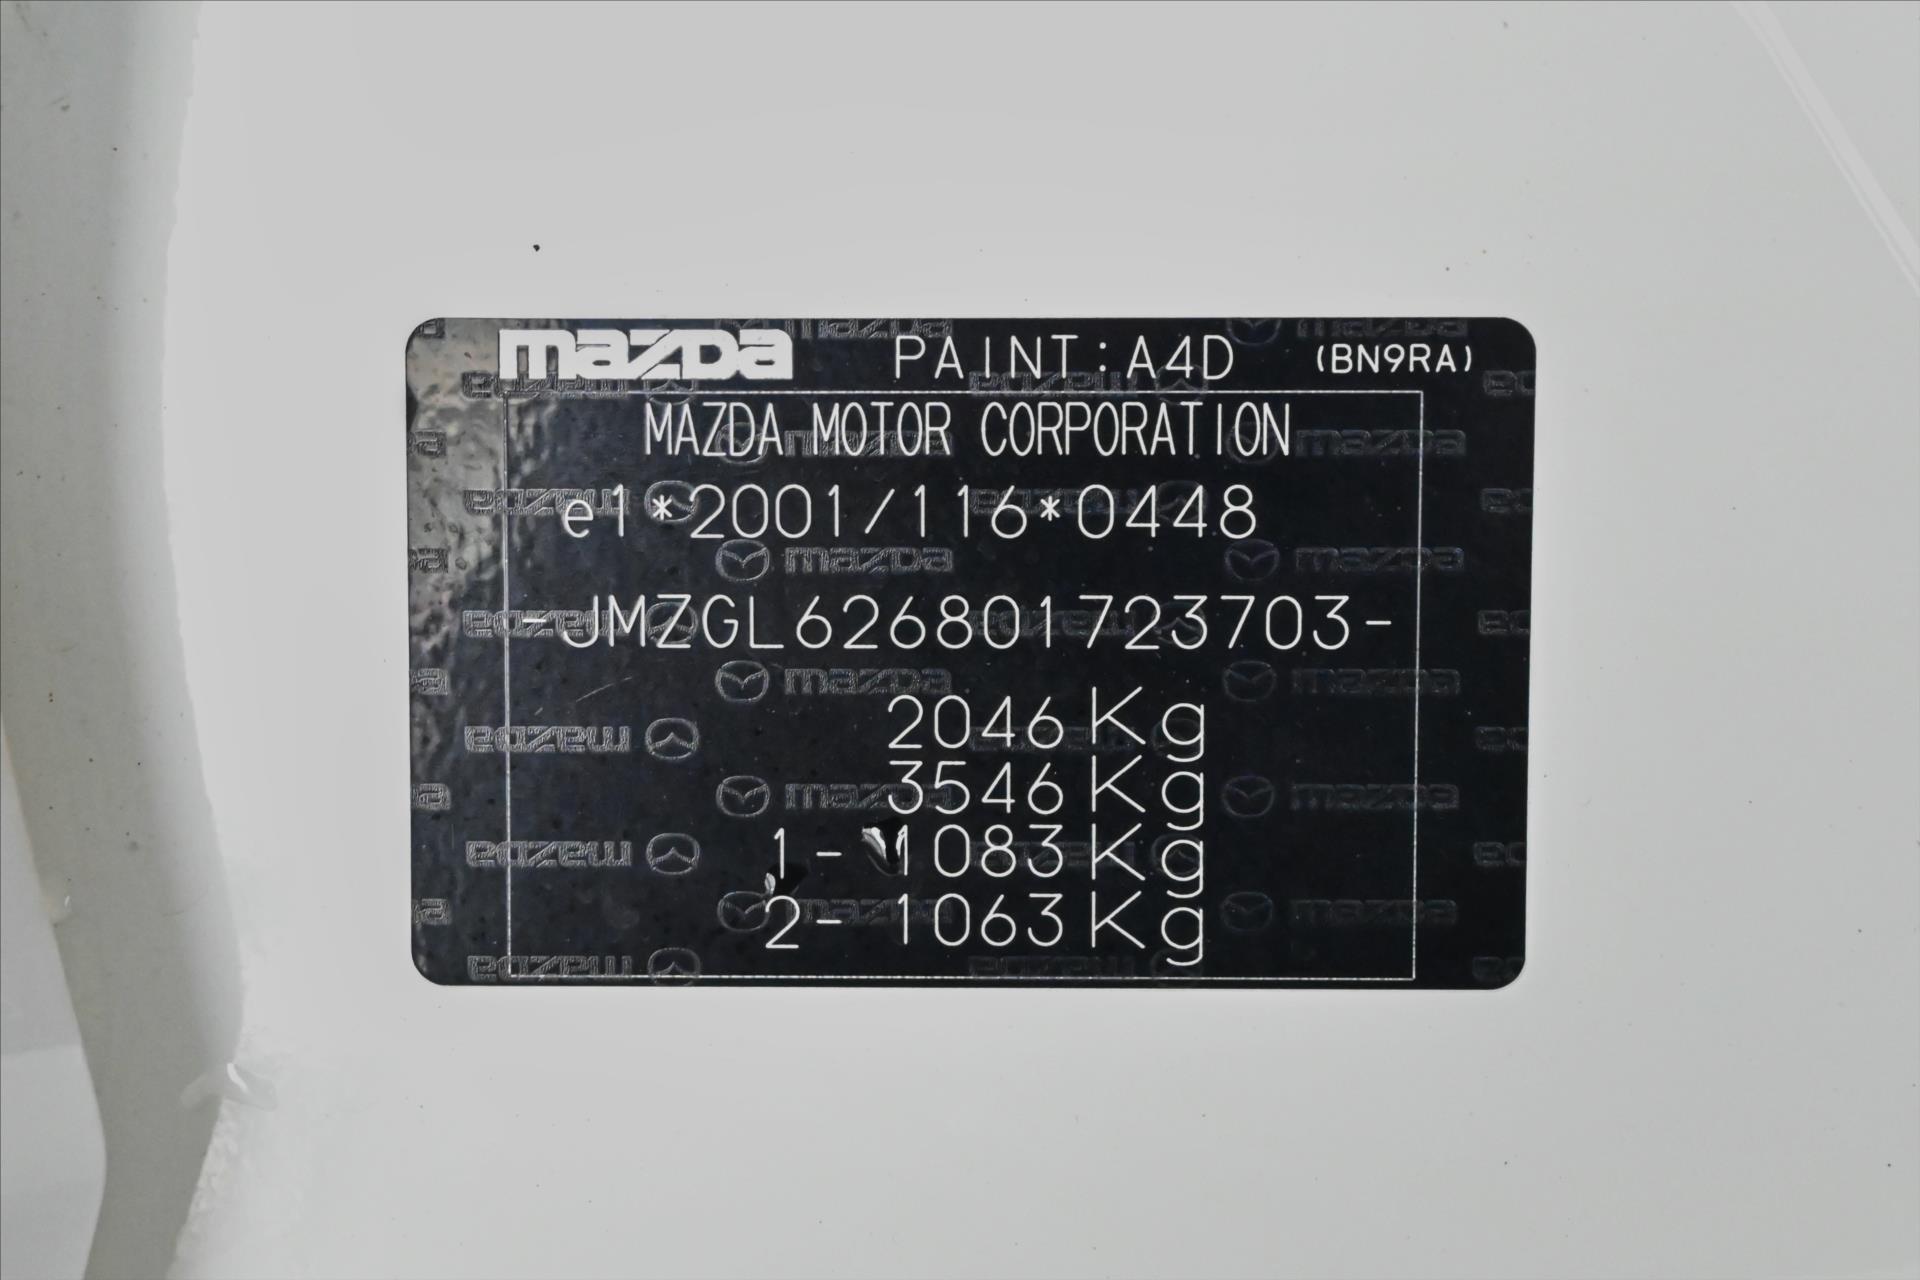 mazda PAINT:A4D (BN9RA)
MAZDA MOTOR CORPORATION
e1*2001/116*0448
-JMZGL626801723703-
2046Kg
3546Kg
1- 1083Kg
2- 1063Kg